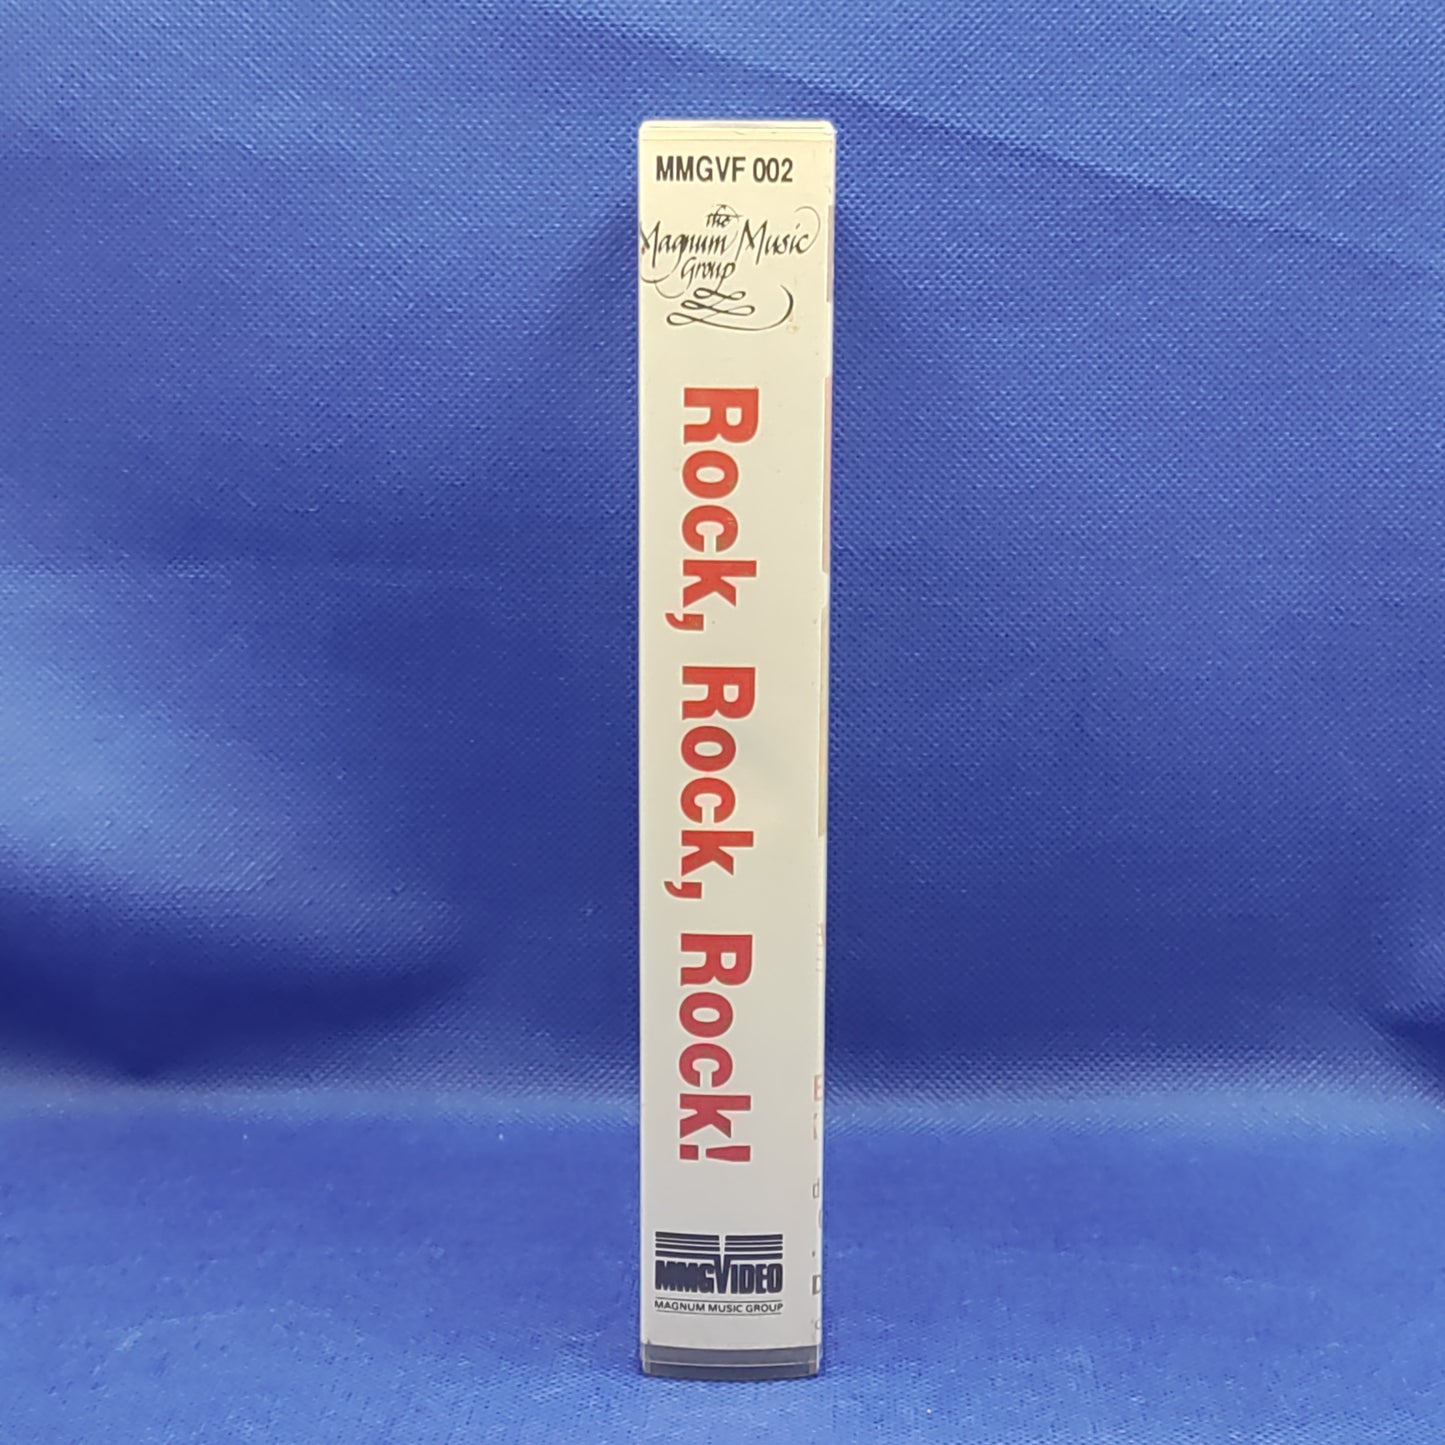 MMGVF 002
the
Magnum Music
Group
Rock, Rock, Rock!
MMGVIDEO
MAGNUM MUSIC GROUP